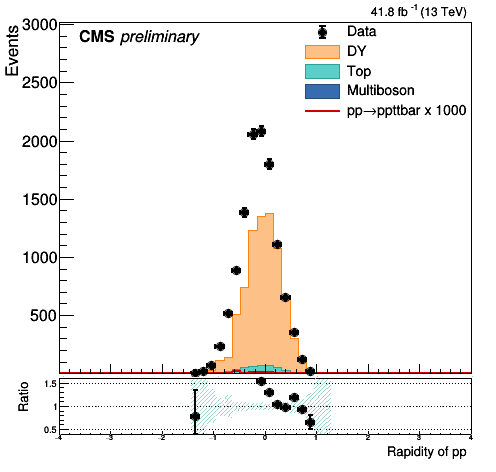 41.8 fb⁻¹ (13 TeV)
Events
CMS preliminary
Data
DY
Top
Multiboson
pp→ppttbar x 1000
3000
2500
2000
1500
1000
500
Ratio
1.5
1
0.5
-4 -3 -2 -1 0 1 2 3 4
Rapidity of pp